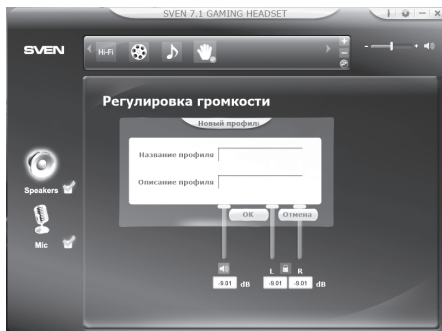 SVEN 7.1 GAMING HEADSET
SVEN
Hi-Fi
Регулировка громкости
Новый профиль
Название профиля
Описание профиля
OK
Отмена
Speakers
Mic
L R
-9.01 dB
-9.01 -9.01 dB